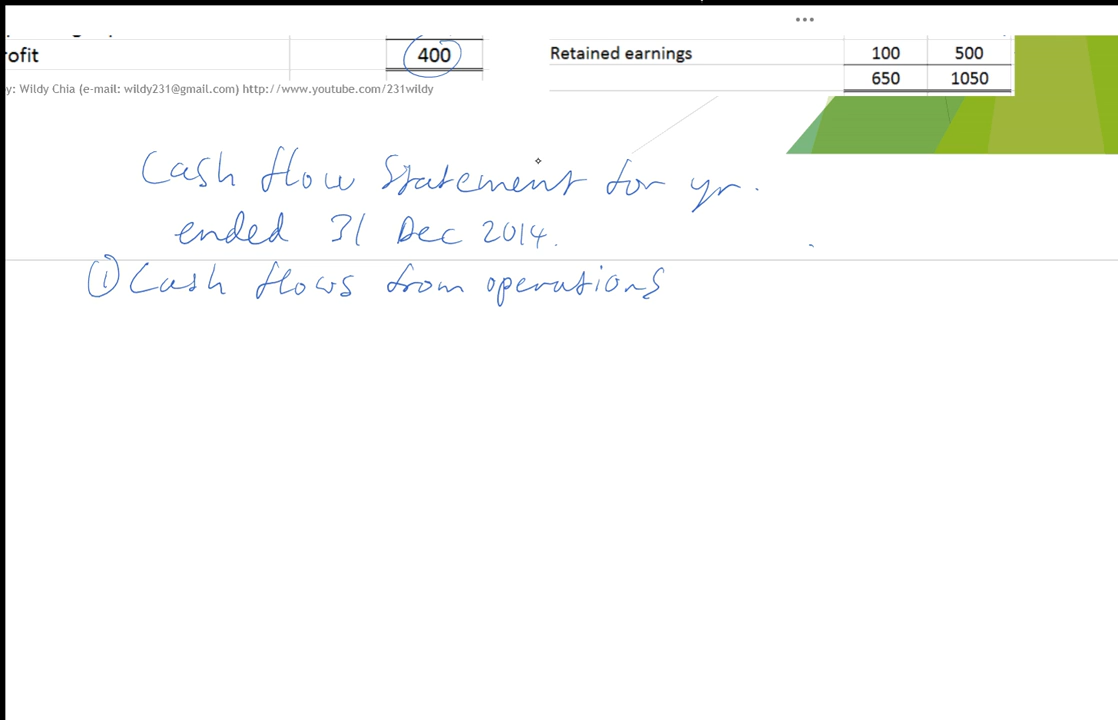 ofit 400
Retained earnings 100 500
650 1050
y: Wildy Chia (e-mail: wildy231@gmail.com) http://www.youtube.com/231wildy
Cash flow Statement for yr.
ended 31 Dec 2014.
① Cash flows from operations